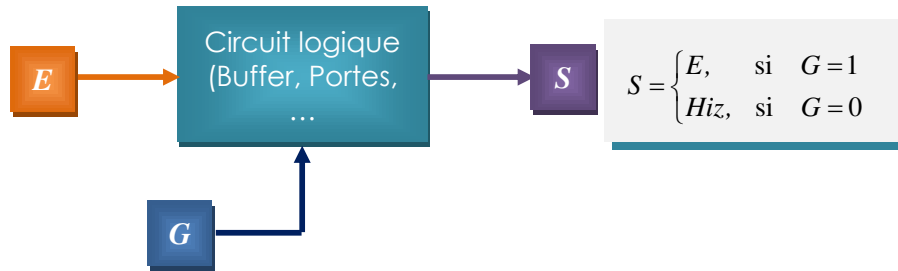 Circuit logique
(Buffer, Portes,
...
E
S
S = { E, si G = 1
Hiz, si G = 0
G